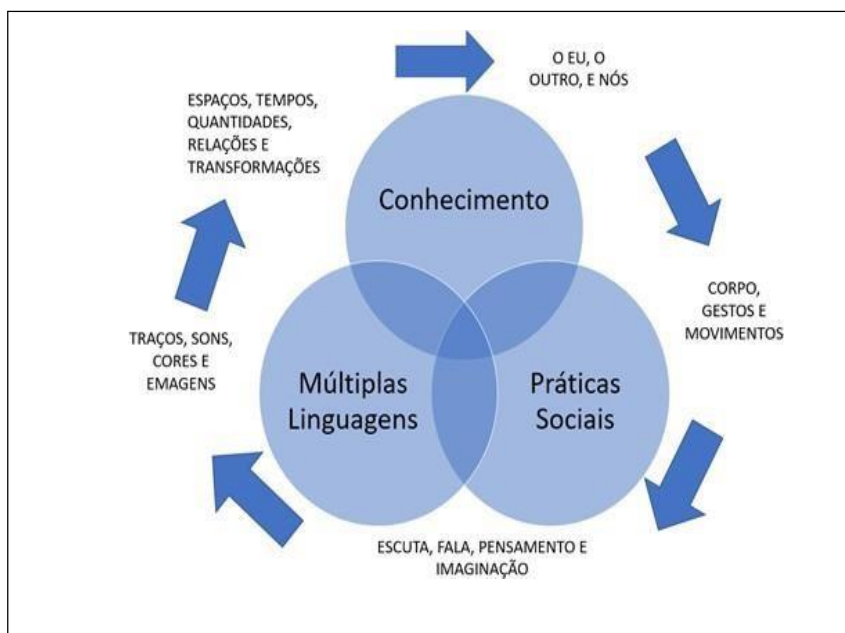 O EU, O
OUTRO, E NÓS
ESPAÇOS, TEMPOS,
QUANTIDADES,
RELAÇÕES E
TRANSFORMAÇÕES
Conhecimento
CORPO,
GESTOS E
MOVIMENTOS
TRAÇOS, SONS,
CORES E
EMAGENS
Múltiplas
Linguagens
Práticas
Sociais
ESCUTA, FALA, PENSAMENTO E
IMAGINAÇÃO